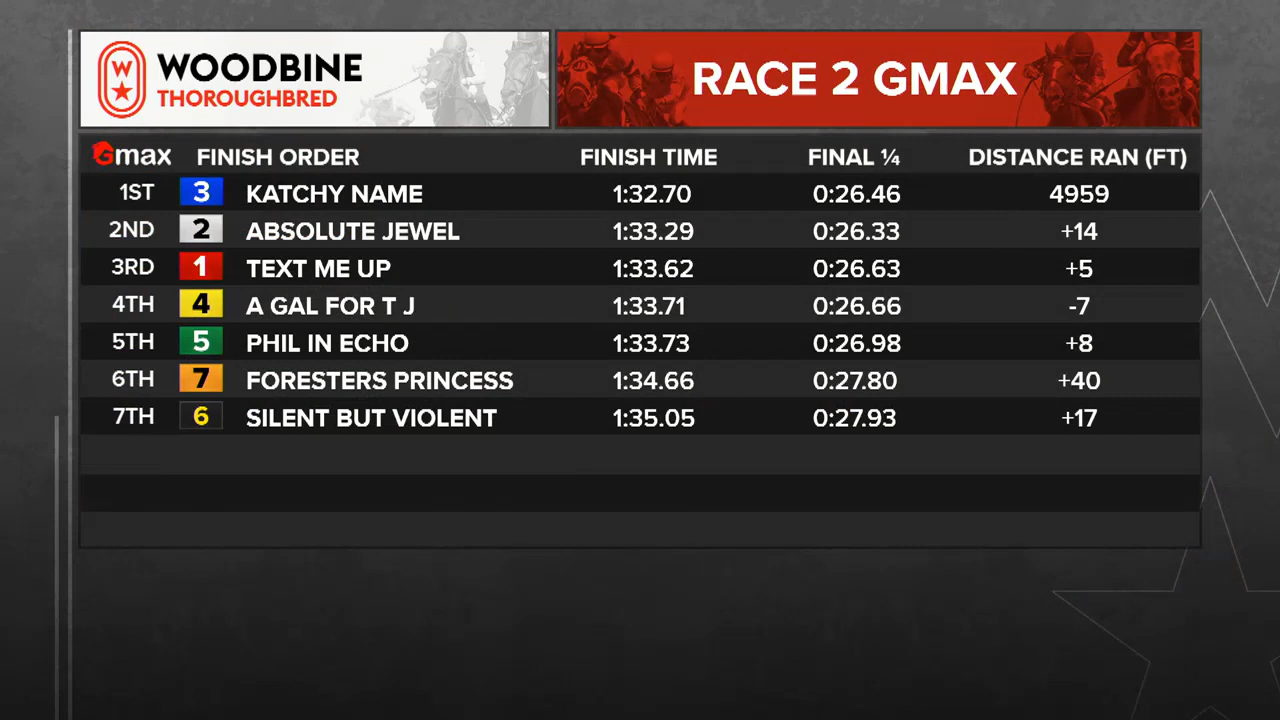 W
WOODBINE
THOROUGHBRED
RACE 2 GMAX
Gmax FINISH ORDER FINISH TIME FINAL ¼ DISTANCE RAN (FT)
1ST 3 KATCHY NAME 1:32.70 0:26.46 4959
2ND 2 ABSOLUTE JEWEL 1:33.29 0:26.33 +14
3RD 1 TEXT ME UP 1:33.62 0:26.63 +5
4TH 4 A GAL FOR T J 1:33.71 0:26.66 -7
5TH 5 PHIL IN ECHO 1:33.73 0:26.98 +8
6TH 7 FORESTERS PRINCESS 1:34.66 0:27.80 +40
7TH 6 SILENT BUT VIOLENT 1:35.05 0:27.93 +17